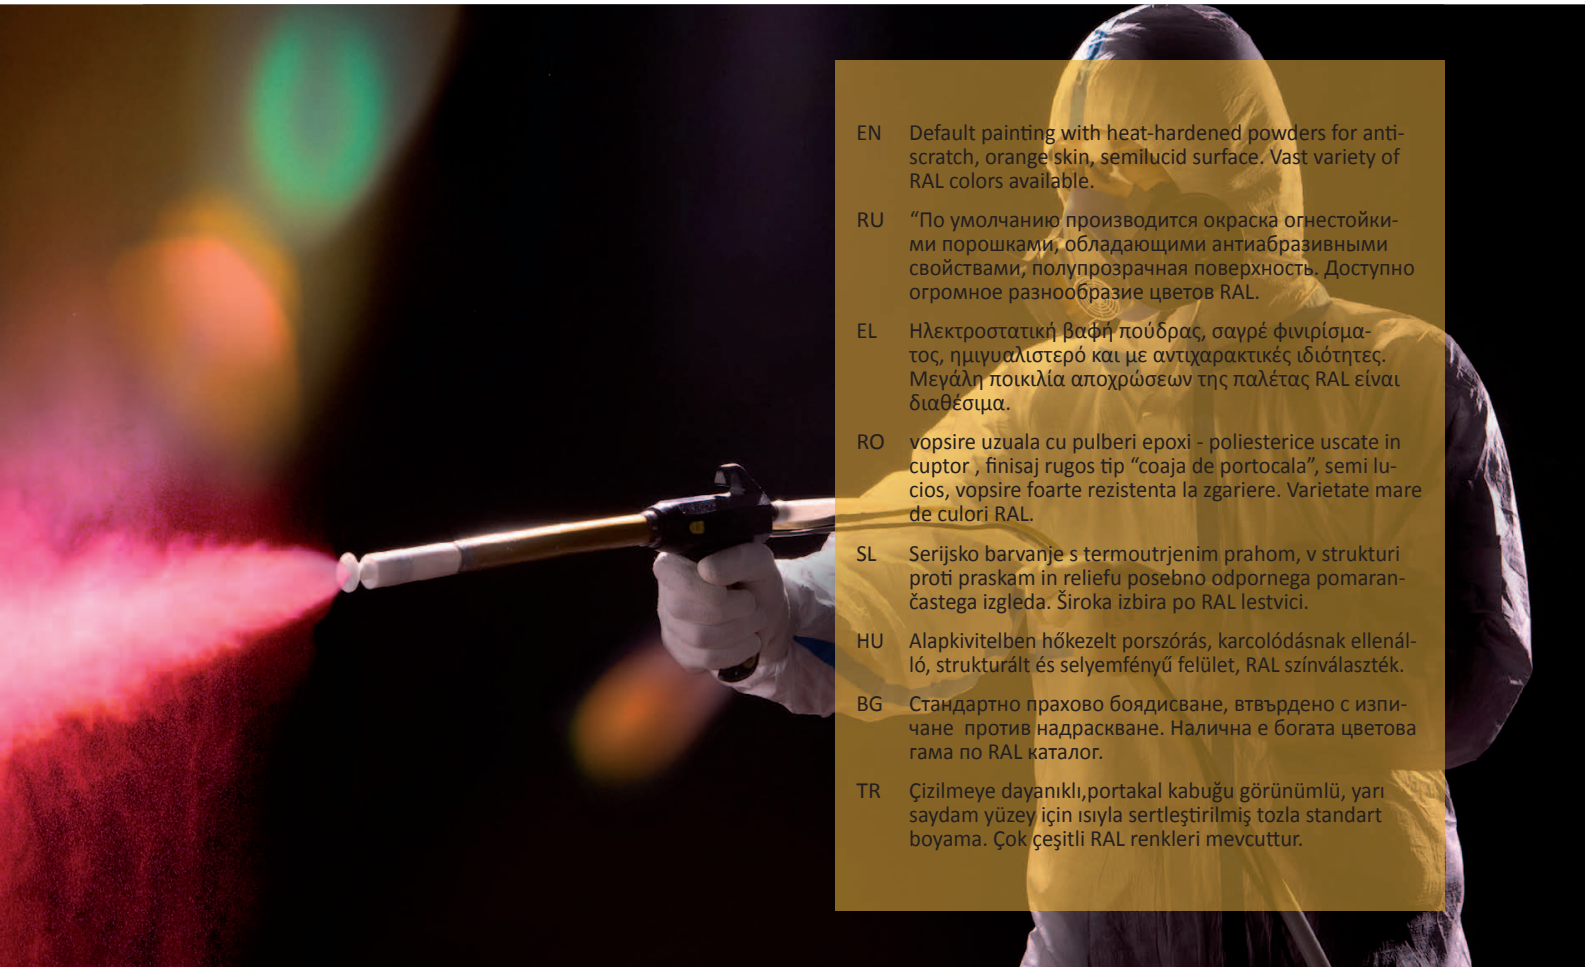 EN Default painting with heat-hardened powders for anti-
scratch, orange skin, semilucid surface. Vast variety of
RAL colors available.
RU “По умолчанию производится окраска огнестойки-
ми порошками, обладающими антиабразивными
свойствами, полупрозрачная поверхность. Доступно
огромное разнообразие цветов RAL.
EL Ηλεκτροστατική βαφή πούδρας, σαγρέ φινιρίσμα-
τος, ημιγυαλιστερό και με αντιχαρακτικές ιδιότητες.
Μεγάλη ποικιλία αποχρώσεων της παλέτας RAL είναι
διαθέσιμα.
RO vopsire uzuala cu pulberi epoxi - poliesterice uscate in
cuptor , finisaj rugos tip “coaja de portocala”, semi lu-
cios, vopsire foarte rezistenta la zgariere. Varietate mare
de culori RAL.
SL Serijsko barvanje s termoutrjenim prahom, v strukturi
proti praskam in reliefu posebno odpornega pomaran-
častega izgleda. Široka izbira po RAL lestvici.
HU Alapkivitelben hőkezelt porszórás, karcolódásnak ellenál-
ló, strukturált és selyemfényű felület, RAL színválaszték.
BG Стандартно прахово боядисване, втвърдено с изпи-
чане  против надраскване. Налична е богата цветова
гама по RAL каталог.
TR Çizilmeye dayanıklı,portakal kabuğu görünümlü, yarı
saydam yüzey için ısıyla sertleştirilmiş tozla standart
boyama. Çok çeşitli RAL renkleri mevcuttur.